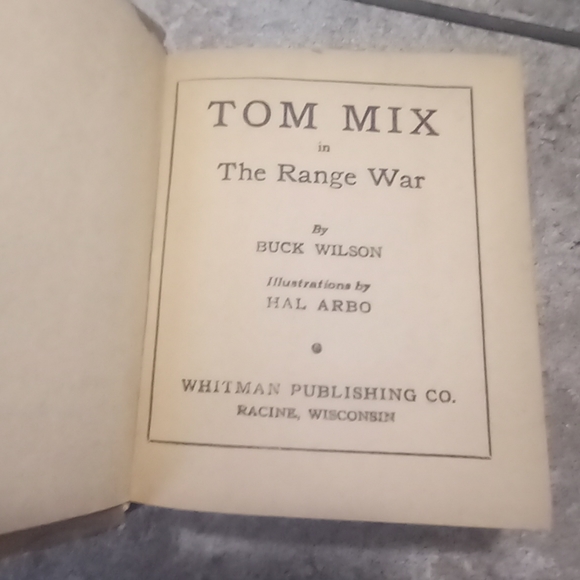 TOM MIX
in
The Range War
By
BUCK WILSON
Illustrations by
HAL ARBO
WHITMAN PUBLISHING CO.
RACINE, WISCONSIN